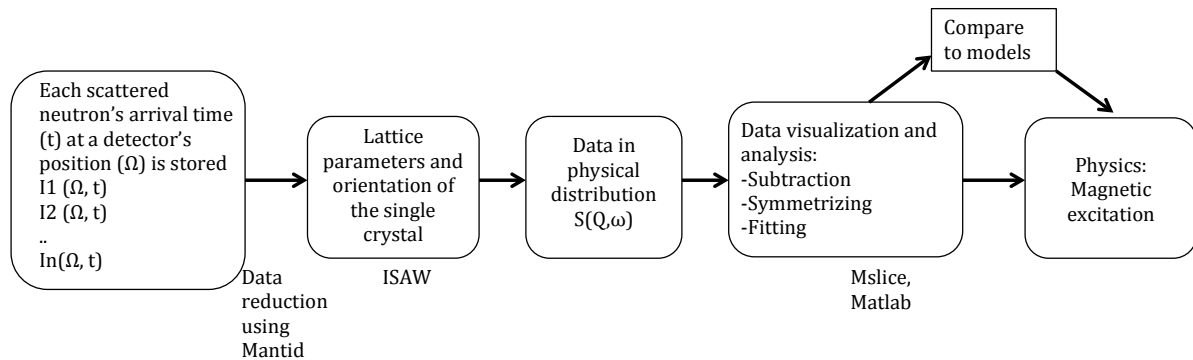 Each scattered
neutron's arrival time
(t) at a detector's
position (Ω) is stored
I1 (Ω, t)
I2 (Ω, t)
..
In(Ω, t)
Data
reduction
using
Mantid
Lattice
parameters and
orientation of
the single
crystal
ISAW
Data in
physical
distribution
S(Q,ω)
Data visualization and
analysis:
-Subtraction
-Symmetrizing
-Fitting
Mslice,
Matlab
Compare
to models
Physics:
Magnetic
excitation